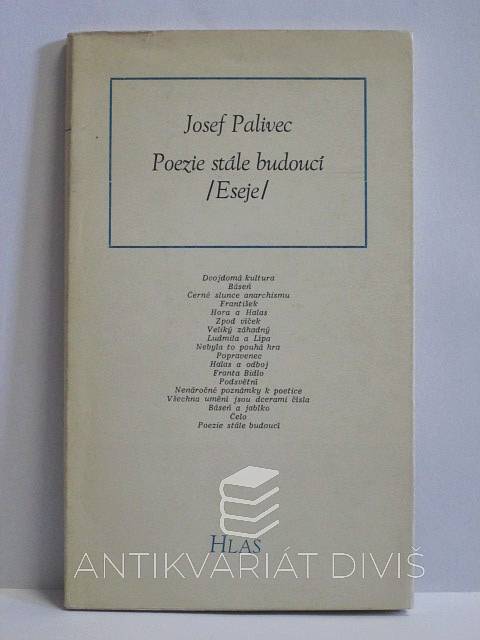 Josef Palivec
Poezie stále budoucí
/Eseje/
Dvojdomá kultura
Báseň
Černé slunce anarchismu
František
Hora a Halas
Zpod víček
Veliký záhadný
Ludmila a Lípa
Nebyla to pouhá hra
Popravenec
Halas a odboj
Franta Bidlo
Podsvětní
Nenáročné poznámky k poetice
Všechna umění jsou dcerami čísla
Báseň a jablko
Čelo
Poezie stále budoucí
HLAS
ANTIKVARIÁT DIVIŠ